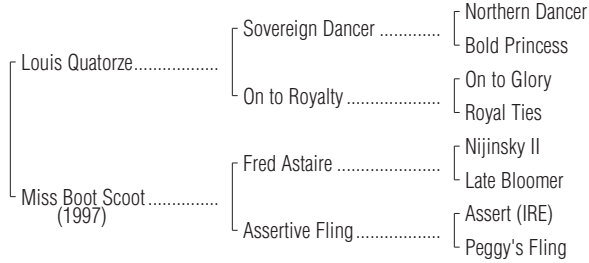 Northern Dancer
Sovereign Dancer .............
Bold Princess
Louis Quatorze..................
On to Glory
On to Royalty ....................
Royal Ties
Nijinsky II
Fred Astaire ......................
Late Bloomer
Miss Boot Scoot ...............
(1997)
Assert (IRE)
Assertive Fling ..................
Peggy's Fling